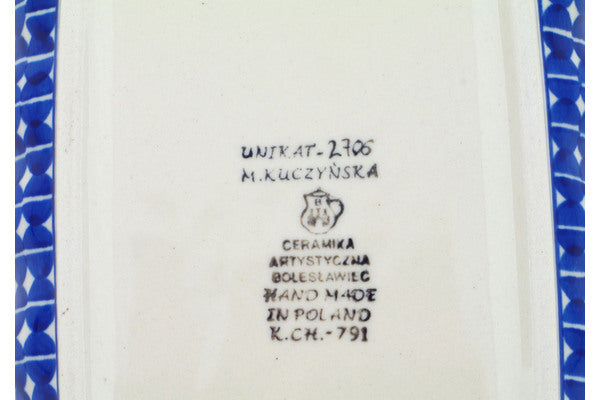 UNIKAT-2706
M.KUCZYŃSKA
B
CERAMIKA
ARTYSTYCZNA
BOLESŁAWIEC
HAND MADE
IN POLAND
K.CH.-791